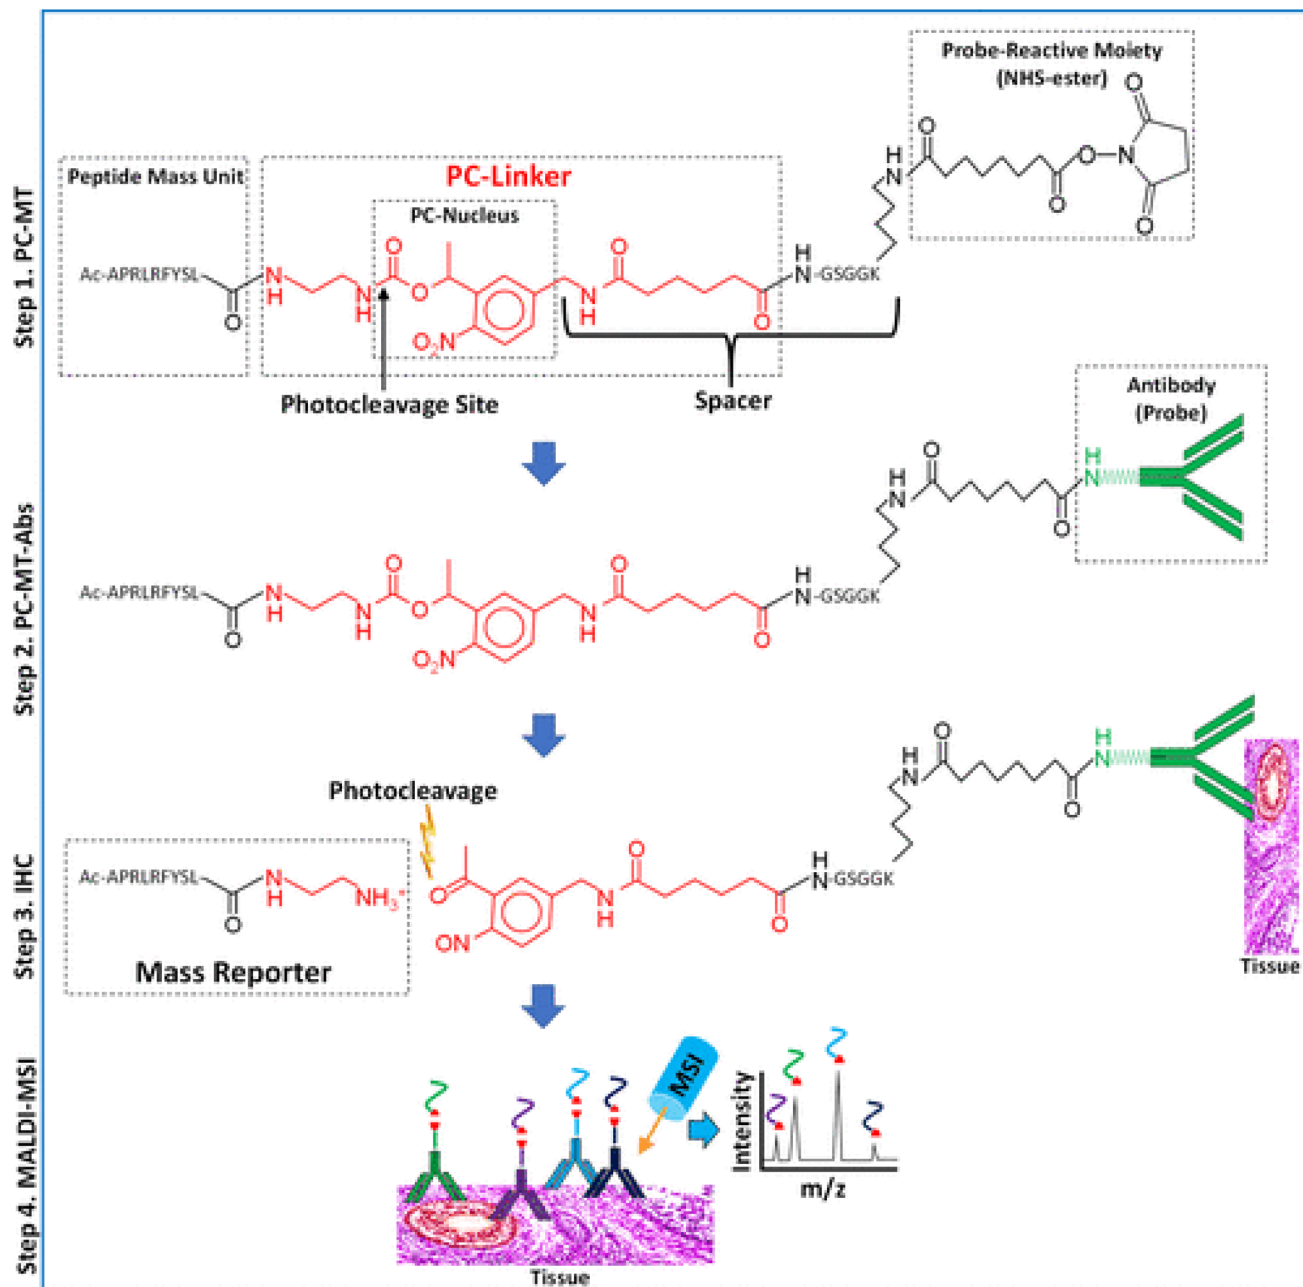 Step 1. PC-MT
Probe-Reactive Moiety
(NHS-ester)
Peptide Mass Unit
PC-Linker
PC-Nucleus
Ac-APRLRFYSL
O
N
H
N
H
O
O
O₂N
N
H
O
O
H
N
-GSGGK
H
N
O
O
O
N
O
O
Photocleavage Site
Spacer
Step 2. PC-MT-Abs
Antibody
(Probe)
Ac-APRLRFYSL
O
N
H
N
H
O
O
O₂N
N
H
O
O
H
N
-GSGGK
H
N
O
O
H
N
Step 3. IHC
Photocleavage
Ac-APRLRFYSL
O
H
N
NH₃⁺
Mass Reporter
O
ON
N
H
O
O
H
N
-GSGGK
H
N
O
O
H
N
Tissue
Step 4. MALDI-MSI
MSI
Intensity
m/z
Tissue